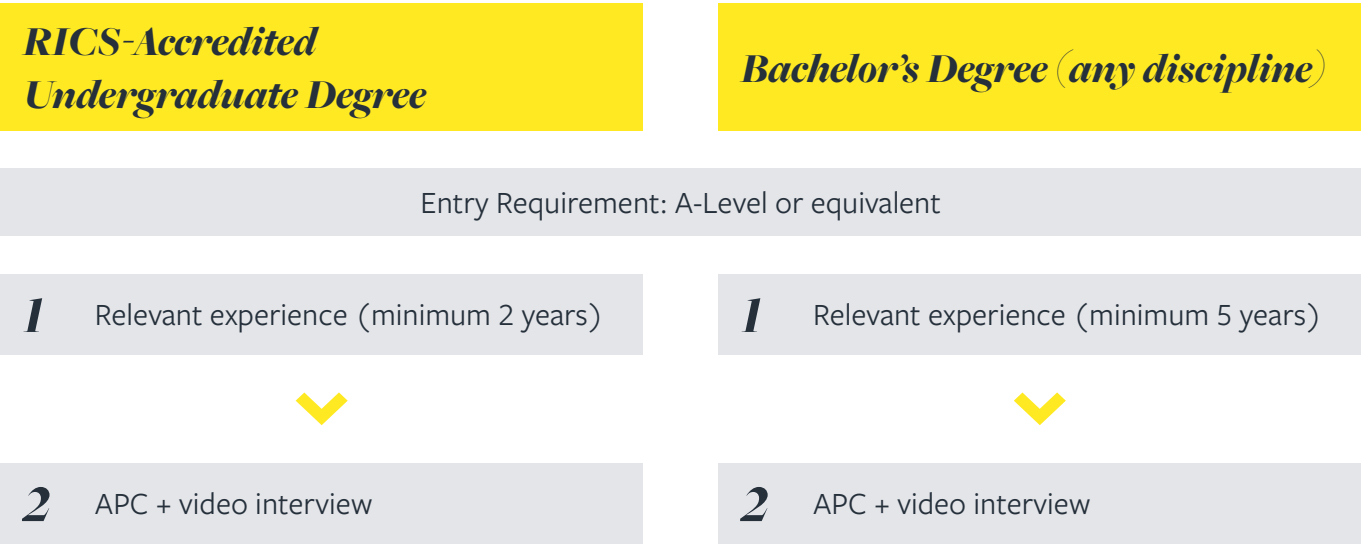 RICS-Accredited
Undergraduate Degree
Bachelor’s Degree (any discipline)
Entry Requirement: A-Level or equivalent
1 Relevant experience (minimum 2 years)
1 Relevant experience (minimum 5 years)
2 APC + video interview
2 APC + video interview